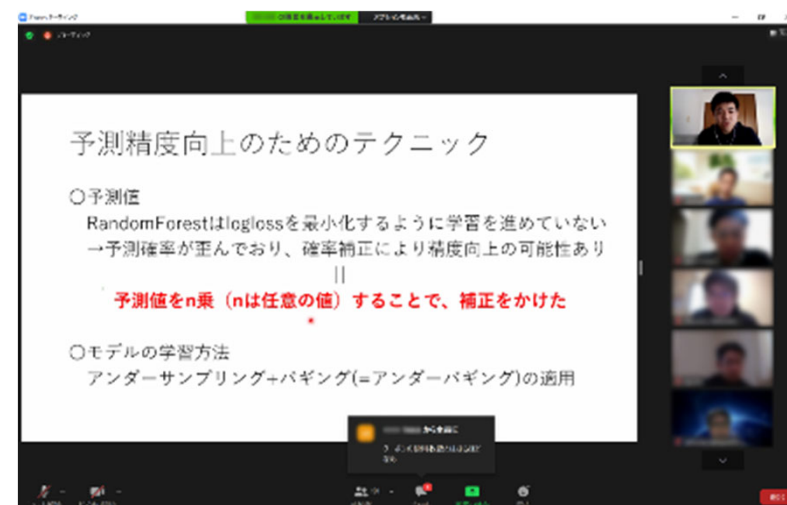 予測精度向上のためのテクニック
〇予測値
RandomForestはloglossを最小化するように学習を進めていない
→予測確率が歪んでおり、確率補正により精度向上の可能性あり
||
予測値をn乗（nは任意の値）することで、補正をかけた
〇モデルの学習方法
アンダーサンプリング+バギング(=アンダーバギング)の適用